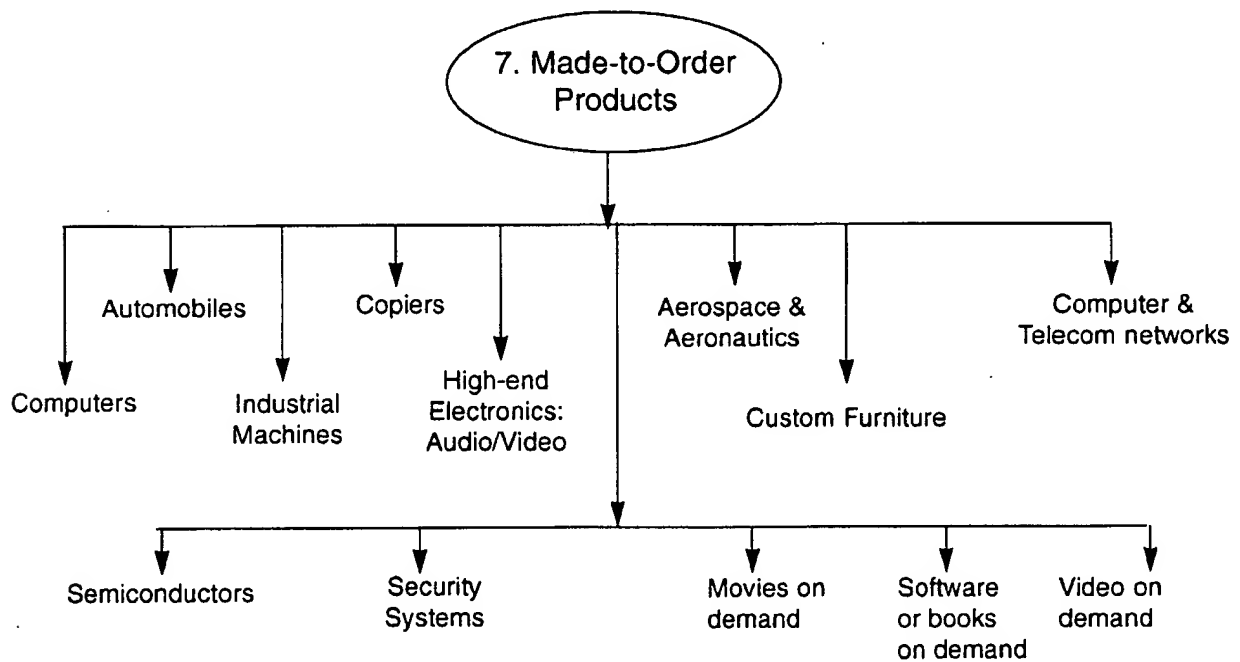 7. Made-to-Order
Products
Automobiles
Copiers
Aerospace &
Aeronautics
Computer &
Telecom networks
Computers
Industrial
Machines
High-end
Electronics:
Audio/Video
Custom Furniture
Semiconductors
Security
Systems
Movies on
demand
Software
or books
on demand
Video on
demand